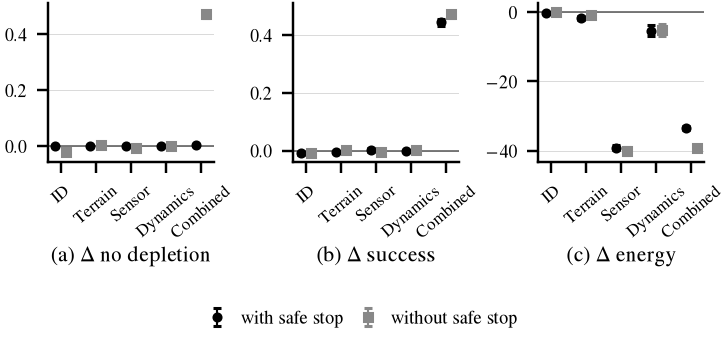 0.4
0.2
0.0
ID
Terrain
Sensor
Dynamics
Combined
(a) Δ no depletion
0.4
0.2
0.0
ID
Terrain
Sensor
Dynamics
Combined
(b) Δ success
0
−20
−40
ID
Terrain
Sensor
Dynamics
Combined
(c) Δ energy
with safe stop without safe stop